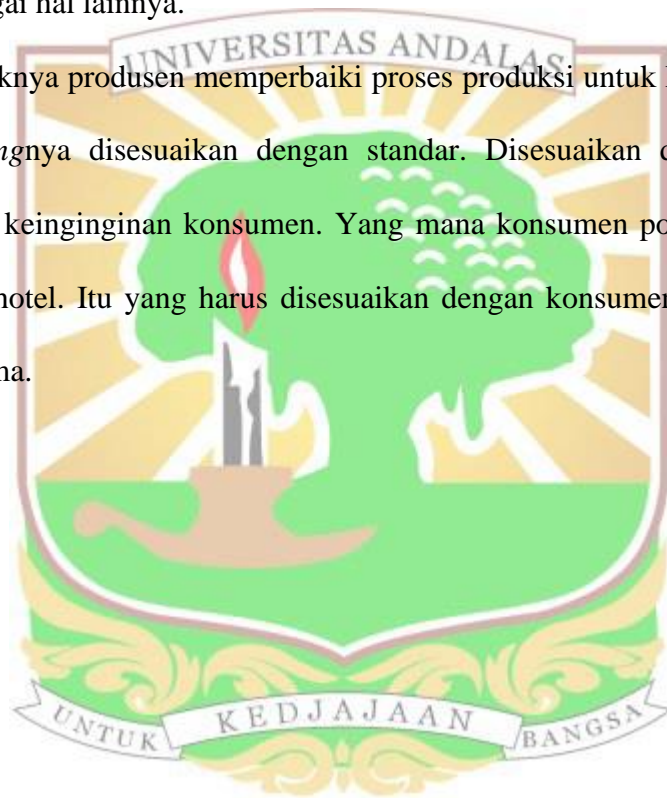 gai hal lainnya.
UNIVERSITAS ANDALAS
knya produsen memperbaiki proses produksi untuk
ngnya disesuaikan dengan standar. Disesuaikan
keinginginan konsumen. Yang mana konsumen po
hotel. Itu yang harus disesuaikan dengan konsumen
na.
UNTUK KEDJAJAAN BANGSA